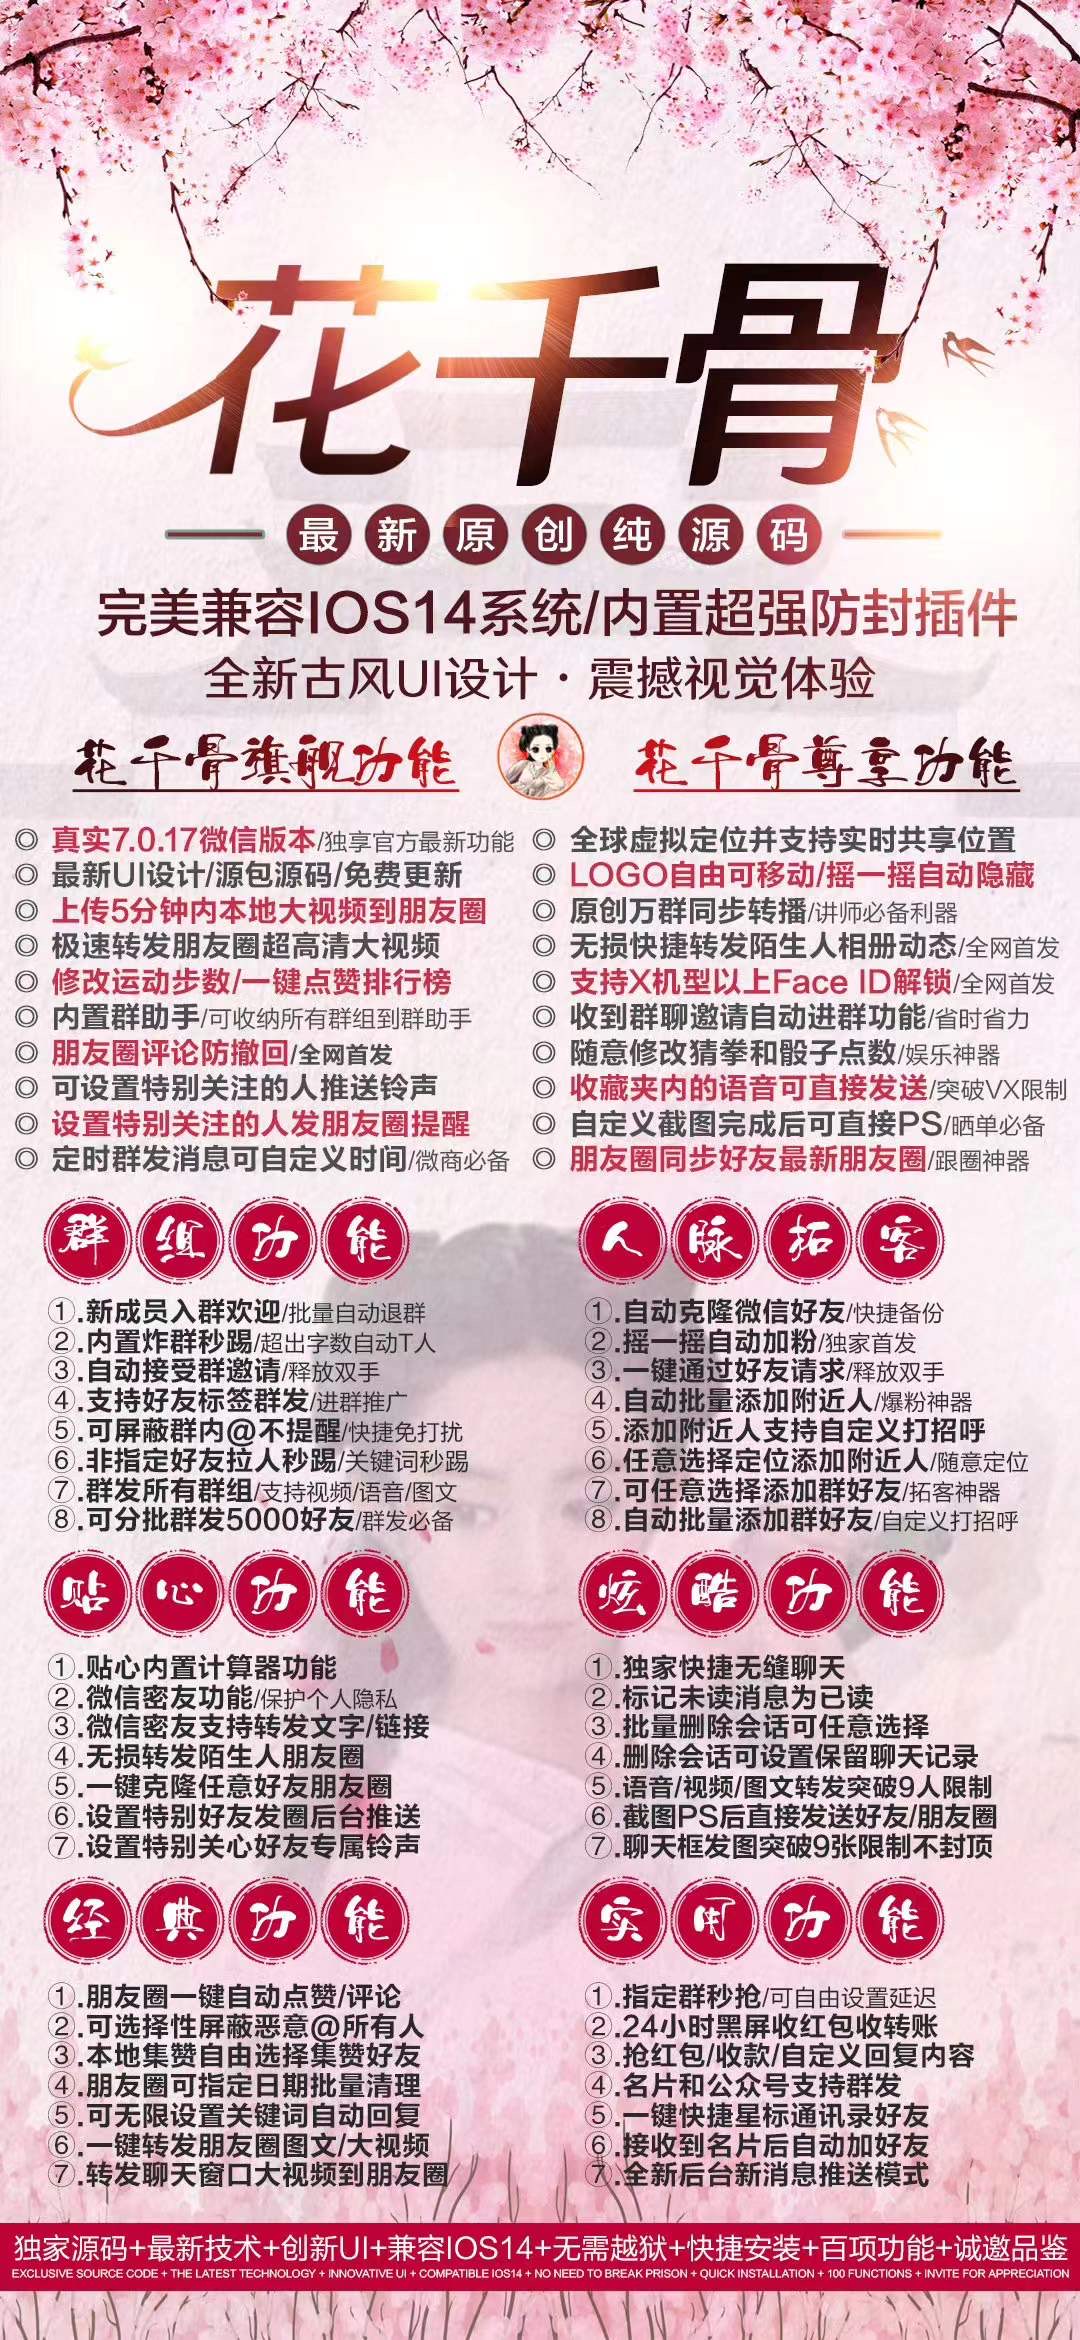 花千骨
最新原创纯源码
完美兼容IOS14系统/内置超强防封插件
全新古风UI设计·震撼视觉体验
花千骨旗舰功能
◎ 真实7.0.17微信版本/独享官方最新功能
◎ 最新UI设计/源包源码/免费更新
◎ 上传5分钟内本地大视频到朋友圈
◎ 极速转发朋友圈超高清大视频
◎ 修改运动步数/一键点赞排行榜
◎ 内置群助手/可收纳所有群组到群助手
◎ 朋友圈评论防撤回/全网首发
◎ 可设置特别关注的人推送铃声
◎ 设置特别关注的人发朋友圈提醒
◎ 定时群发消息可自定义时间/微商必备
花千骨尊享功能
◎ 全球虚拟定位并支持实时共享位置
◎ LOGO自由可移动/摇一摇自动隐藏
◎ 原创万群同步转播/讲师必备利器
◎ 无损快捷转发陌生人相册动态/全网首发
◎ 支持X机型以上Face ID解锁/全网首发
◎ 收到群聊邀请自动进群功能/省时省力
◎ 随意修改猜拳和骰子点数/娱乐神器
◎ 收藏夹内的语音可直接发送/突破VX限制
◎ 自定义截图完成后可直接PS/晒单必备
◎ 朋友圈同步好友最新朋友圈/跟圈神器
群组功能
①.新成员入群欢迎/批量自动退群
②.内置炸群秒踢/超出字数自动T人
③.自动接受群邀请/释放双手
④.支持好友标签群发/进群推广
⑤.可屏蔽群内@不提醒/快捷免打扰
⑥.非指定好友拉人秒踢/关键词秒踢
⑦.群发所有群组/支持视频/语音/图文
⑧.可分批群发5000好友/群发必备
人脉拓客
①.自动克隆微信好友/快捷备份
②.摇一摇自动加粉/独家首发
③.一键通过好友请求/释放双手
④.自动批量添加附近人/爆粉神器
⑤.添加附近人支持自定义打招呼
⑥.任意选择定位添加附近人/随意定位
⑦.可任意选择添加群好友/拓客神器
⑧.自动批量添加群好友/自定义打招呼
贴心功能
①.贴心内置计算器功能
②.微信密友功能/保护个人隐私
③.微信密友支持转发文字/链接
④.无损转发陌生人朋友圈
⑤.一键克隆任意好友朋友圈
⑥.设置特别好友发圈后台推送
⑦.设置特别关心好友专属铃声
炫酷功能
①.独家快捷无缝聊天
②.标记未读消息为已读
③.批量删除会话可任意选择
④.删除会话可设置保留聊天记录
⑤.语音/视频/图文转发突破9人限制
⑥.截图PS后直接发送好友/朋友圈
⑦.聊天框发图突破9张限制不封顶
经典功能
①.朋友圈一键自动点赞/评论
②.可选择性屏蔽恶意@所有人
③.本地集赞自由选择集赞好友
④.朋友圈可指定日期批量清理
⑤.可无限设置关键词自动回复
⑥.一键转发朋友圈图文/大视频
⑦.转发聊天窗口大视频到朋友圈
实用功能
①.指定群秒抢/可自由设置延迟
②.24小时黑屏收红包收转账
③.抢红包/收款/自定义回复内容
④.名片和公众号支持群发
⑤.一键快捷星标通讯录好友
⑥.接收到名片后自动加好友
⑦.全新后台新消息推送模式
独家源码+最新技术+创新UI+兼容IOS14+无需越狱+快捷安装+百项功能+诚邀品鉴
EXCLUSIVE SOURCE CODE + THE LATEST TECHNOLOGY + INNOVATIVE UI + COMPATIBLE IOS14 + NO NEED TO BREAK PRISON + QUICK INSTALLATION + 100 FUNCTIONS + INVITE FOR APPRECIATION